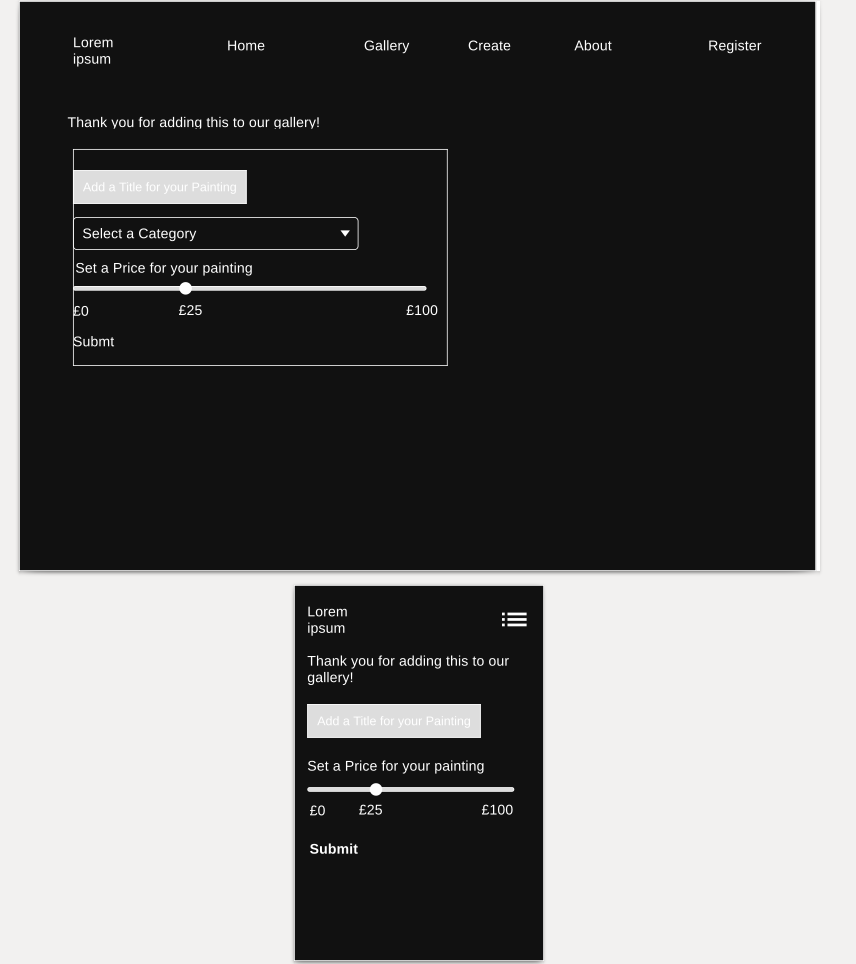 Lorem
ipsum
Home
Gallery
Create
About
Register
Thank you for adding this to our gallery!
Add a Title for your Painting
Select a Category
Set a Price for your painting
£0
£25
£100
Submt
Lorem
ipsum
Thank you for adding this to our
gallery!
Add a Title for your Painting
Set a Price for your painting
£0
£25
£100
Submit